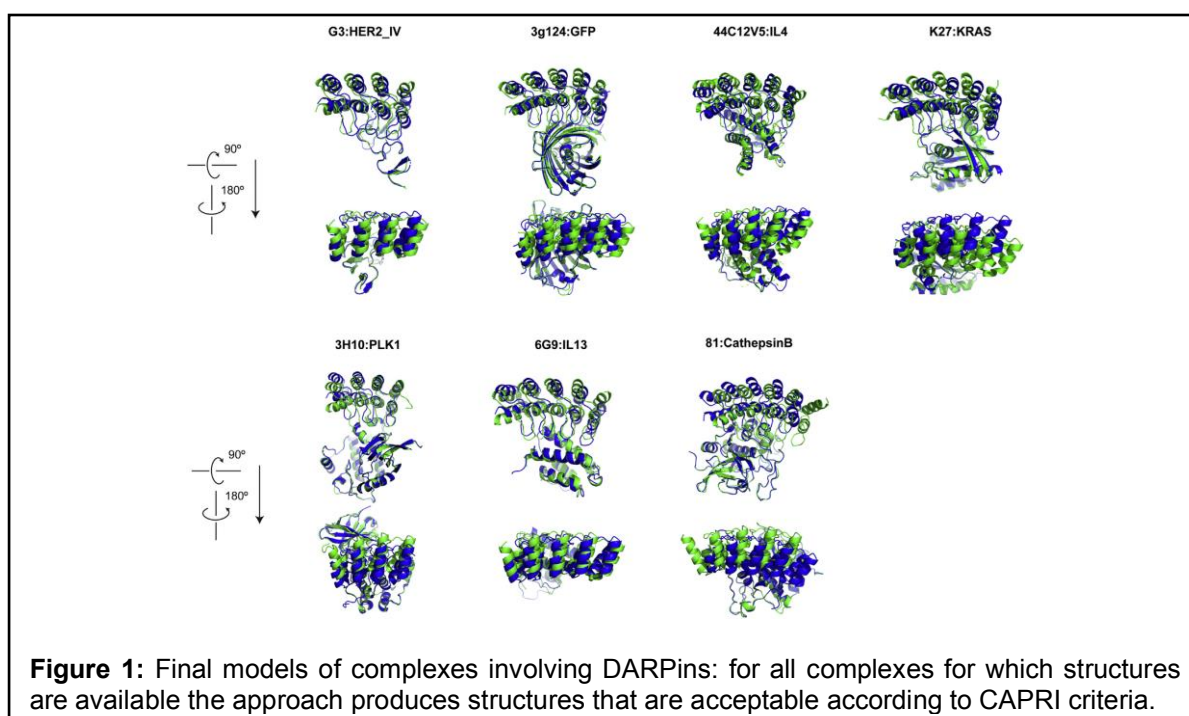 G3:HER2_IV 3g124:GFP 44C12V5:IL4 K27:KRAS
90º
180º
3H10:PLK1 6G9:IL13 81:CathepsinB
90º
180º
Figure 1: Final models of complexes involving DARPins: for all complexes for which structures
are available the approach produces structures that are acceptable according to CAPRI criteria.